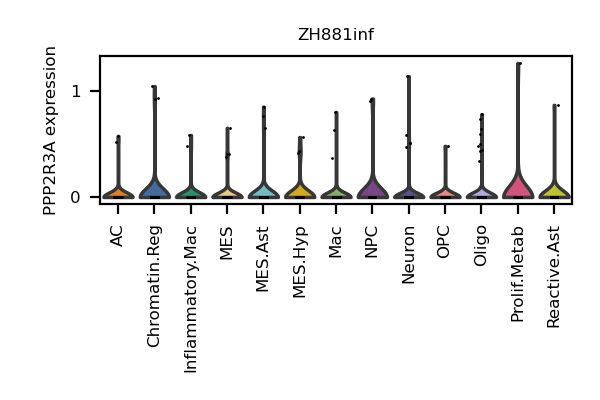 ZH881inf
PPP2R3A expression
1
0
AC
Chromatin.Reg
Inflammatory.Mac
MES
MES.Ast
MES.Hyp
Mac
NPC
Neuron
OPC
Oligo
Prolif.Metab
Reactive.Ast